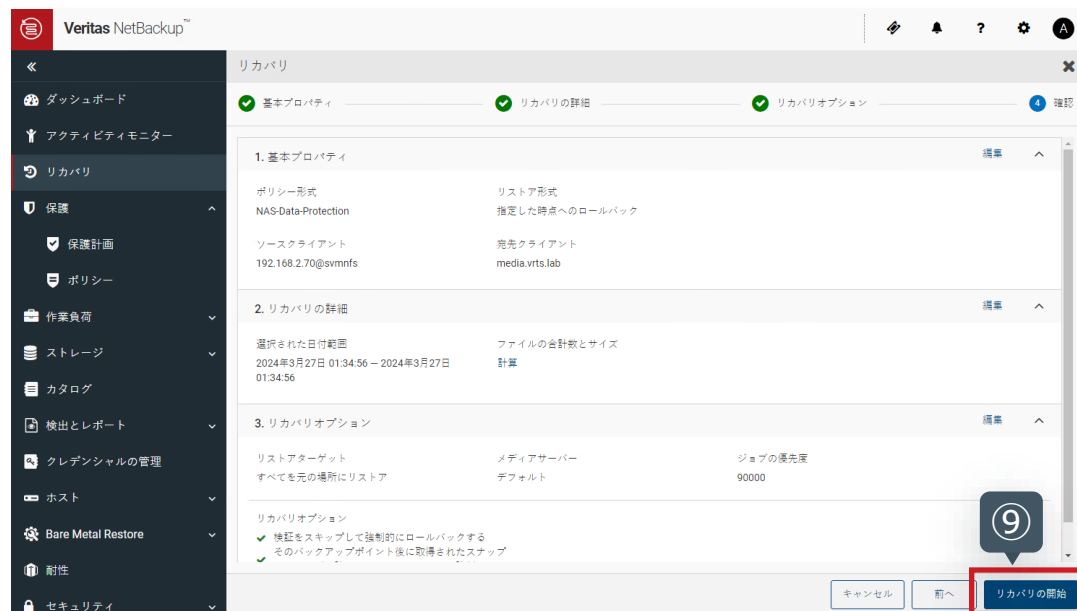 Veritas NetBackup™
?
A
«
リカバリ
ダッシュボード
アクティビティモニター
リカバリ
保護
保護計画
ポリシー
作業負荷
ストレージ
カタログ
検出とレポート
クレデンシャルの管理
ホスト
Bare Metal Restore
耐性
セキュリティ
基本プロパティ
リカバリの詳細
リカバリオプション
4 確認
1. 基本プロパティ 編集
ポリシー形式 リストア形式
NAS-Data-Protection 指定した時点へのロールバック
ソースクライアント 宛先クライアント
192.168.2.70@svmnfs media.vrts.lab
2. リカバリの詳細 編集
選択された日付範囲 ファイルの合計数とサイズ
2024年3月27日 01:34:56 – 2024年3月27日 計算
01:34:56
3. リカバリオプション 編集
リストアターゲット メディアサーバー ジョブの優先度
すべてを元の場所にリストア デフォルト 90000
リカバリオプション
検証をスキップして強制的にロールバックする
そのバックアップポイント後に取得されたスナップ
⑨
キャンセル 前へ リカバリの開始